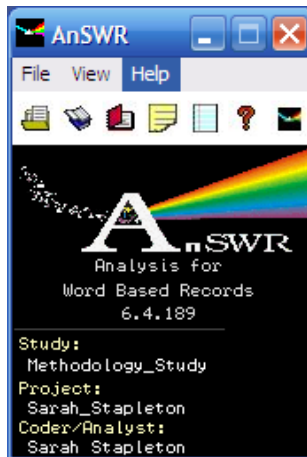 AnSWR
File View Help
AnSWR
Analysis for
Word Based Records
6.4.189
Study:
Methodology_Study
Project:
Sarah_Stapleton
Coder/Analyst:
Sarah Stapleton